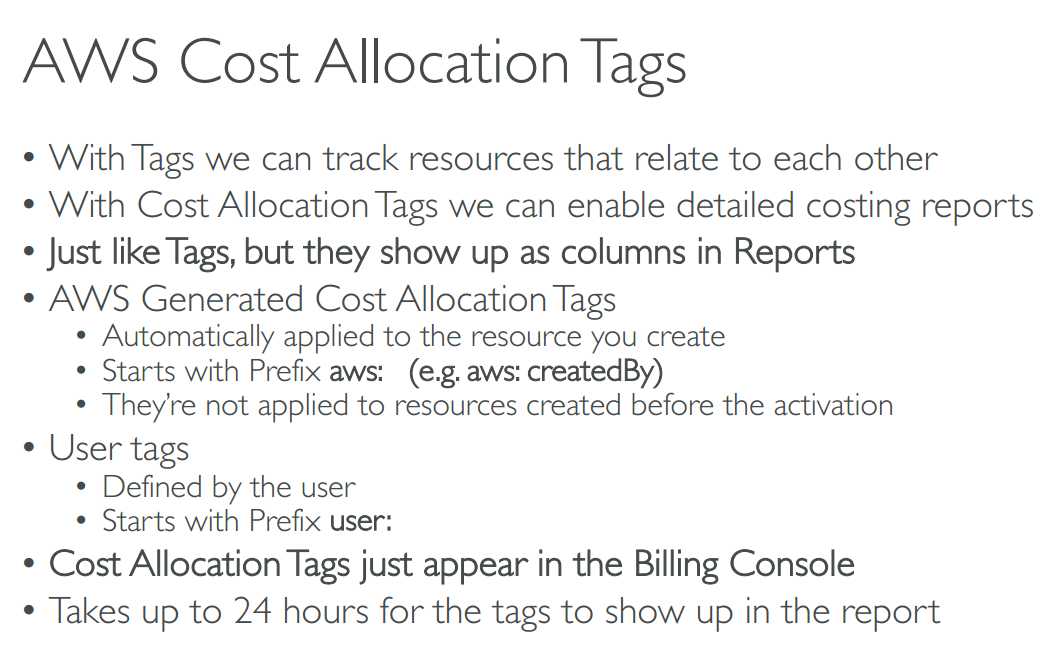 AWS Cost Allocation Tags
• With Tags we can track resources that relate to each other
• With Cost Allocation Tags we can enable detailed costing reports
• Just like Tags, but they show up as columns in Reports
• AWS Generated Cost Allocation Tags
• Automatically applied to the resource you create
• Starts with Prefix aws: (e.g. aws: createdBy)
• They're not applied to resources created before the activation
• User tags
• Defined by the user
• Starts with Prefix user:
• Cost Allocation Tags just appear in the Billing Console
• Takes up to 24 hours for the tags to show up in the report